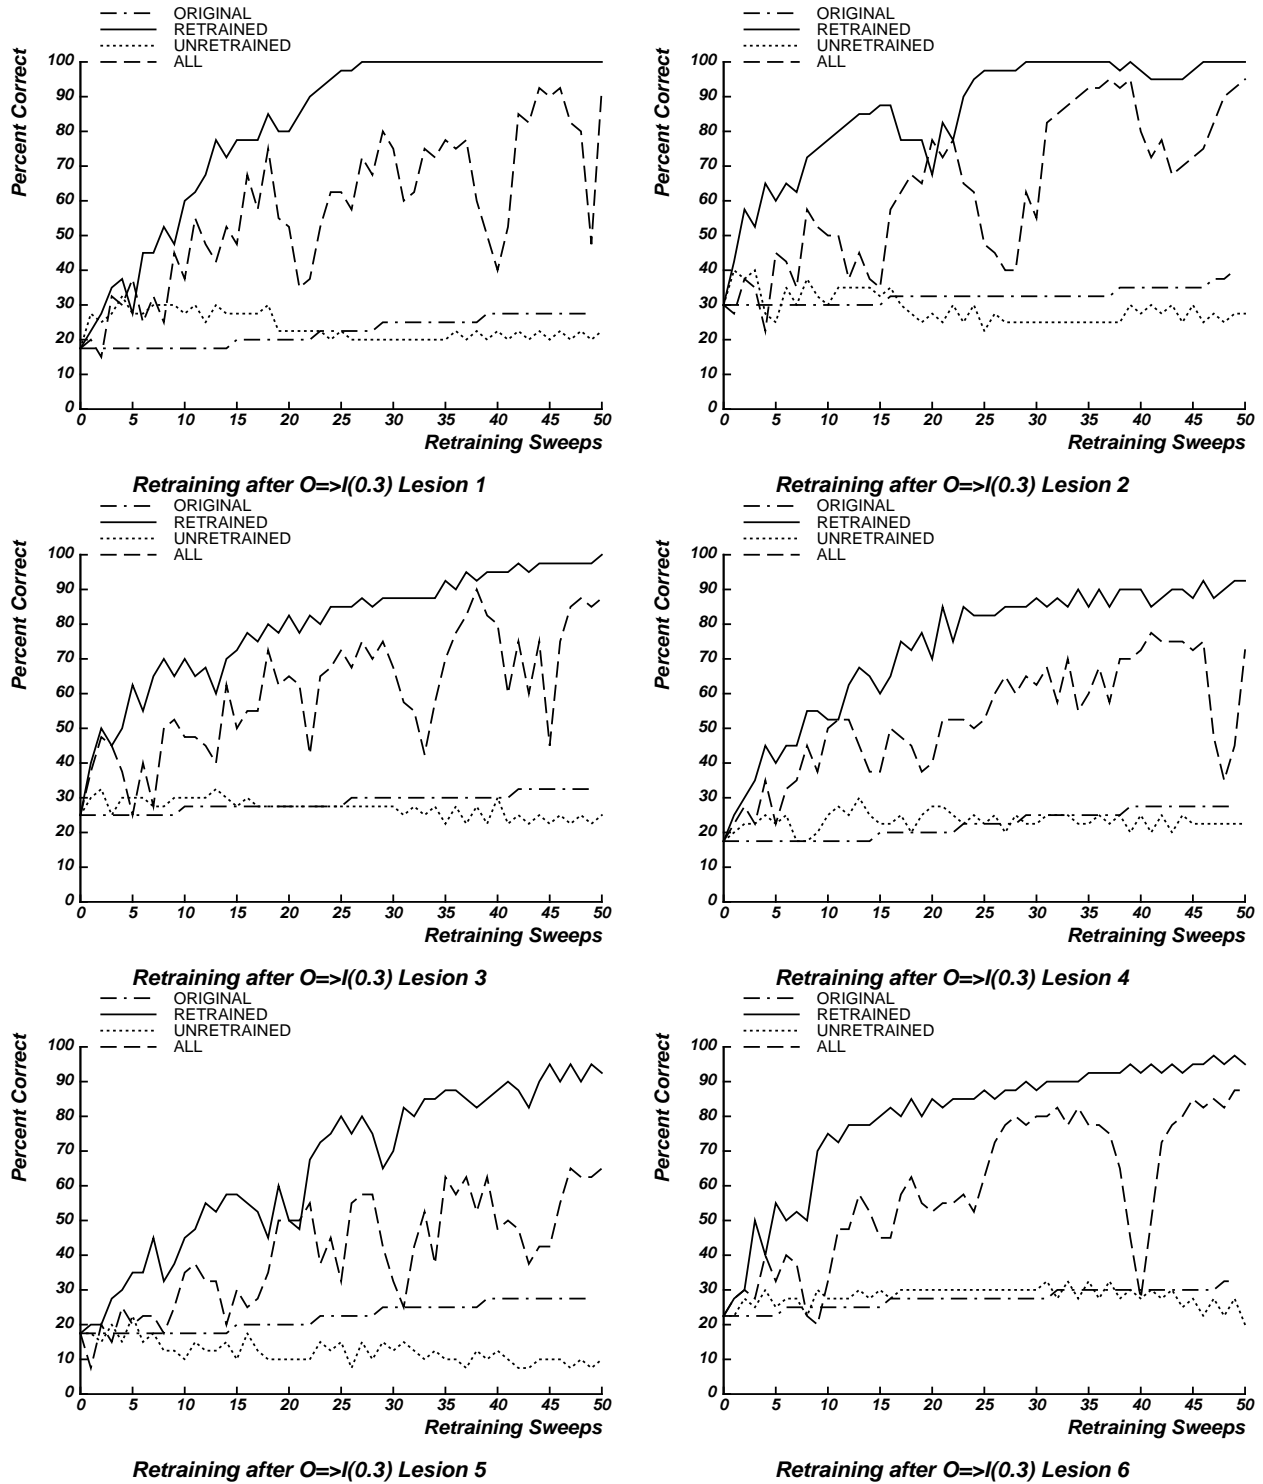 ORIGINAL
RETRAINED
UNRETRAINED
ALL
Percent Correct
100
90
80
70
60
50
40
30
20
10
0
0 5 10 15 20 25 30 35 40 45 50
Retraining Sweeps
Retraining after O=>I(0.3) Lesion 1
ORIGINAL
RETRAINED
UNRETRAINED
ALL
Percent Correct
100
90
80
70
60
50
40
30
20
10
0
0 5 10 15 20 25 30 35 40 45 50
Retraining Sweeps
Retraining after O=>I(0.3) Lesion 2
ORIGINAL
RETRAINED
UNRETRAINED
ALL
Percent Correct
100
90
80
70
60
50
40
30
20
10
0
0 5 10 15 20 25 30 35 40 45 50
Retraining Sweeps
Retraining after O=>I(0.3) Lesion 3
ORIGINAL
RETRAINED
UNRETRAINED
ALL
Percent Correct
100
90
80
70
60
50
40
30
20
10
0
0 5 10 15 20 25 30 35 40 45 50
Retraining Sweeps
Retraining after O=>I(0.3) Lesion 4
ORIGINAL
RETRAINED
UNRETRAINED
ALL
Percent Correct
100
90
80
70
60
50
40
30
20
10
0
0 5 10 15 20 25 30 35 40 45 50
Retraining Sweeps
Retraining after O=>I(0.3) Lesion 5
ORIGINAL
RETRAINED
UNRETRAINED
ALL
Percent Correct
100
90
80
70
60
50
40
30
20
10
0
0 5 10 15 20 25 30 35 40 45 50
Retraining Sweeps
Retraining after O=>I(0.3) Lesion 6